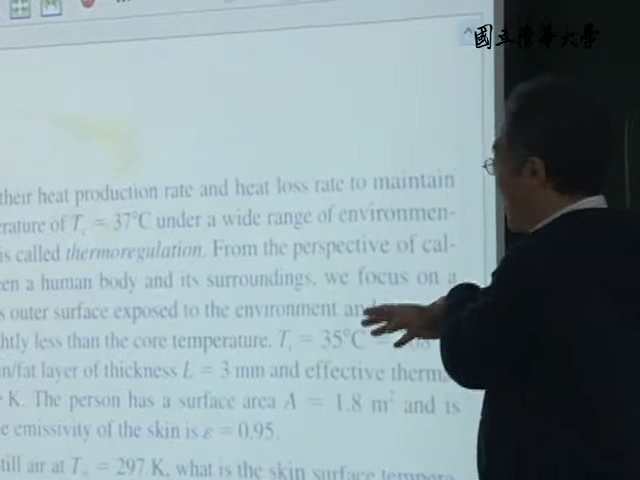 國立清華大學
their heat production rate and heat loss rate to maintain
erature of T = 37°C under a wide range of environmen-
is called thermoregulation. From the perspective of cal-
en a human body and its surroundings, we focus on a
s outer surface exposed to the environment and
htly less than the core temperature, T = 35°C =
in/fat layer of thickness L = 3 mm and effective therm
K. The person has a surface area A = 1.8 m² and is
e emissivity of the skin is ε = 0.95.
till air at T = 297 K, what is the skin surface tempera